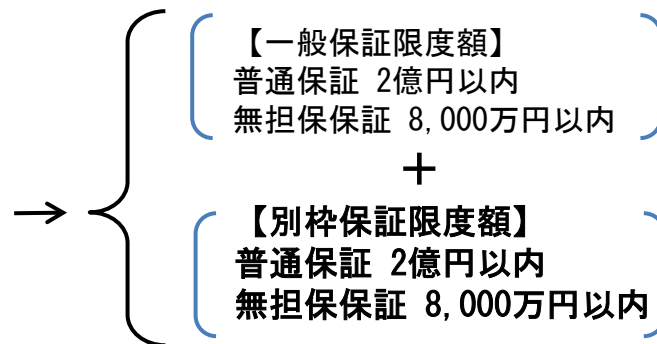 【一般保証限度額】
普通保証 2億円以内
無担保保証 8,000万円以内
＋
【別枠保証限度額】
普通保証 2億円以内
無担保保証 8,000万円以内